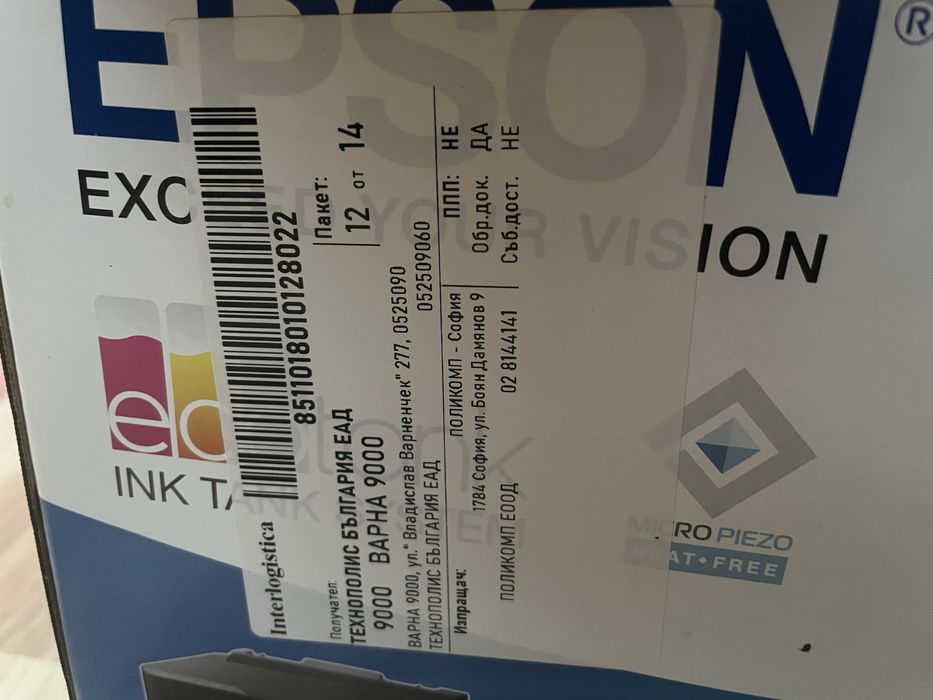 EPSON®
EXCEED YOUR VISION
ecotank
INK TANK SYSTEM
MICRO PIEZO
HEAT-FREE
8511018010128022
Пакет:
12 от 14
Interlogistica
Получател:
ТЕХНОПОЛИС БЪЛГАРИЯ ЕАД
9000 ВАРНА 9000
ВАРНА 9000, ул." Владислав Варненчек" 277, 0525090
ТЕХНОПОЛИС БЪЛГАРИЯ ЕАД 052509060
Изпращач: ПОЛИКОМП - София
1784 София, ул. Боян Дамянов 9
ПОЛИКОМП ЕООД 02 8144141
ППП: НЕ
Обр.док. ДА
Съб.дост. НЕ